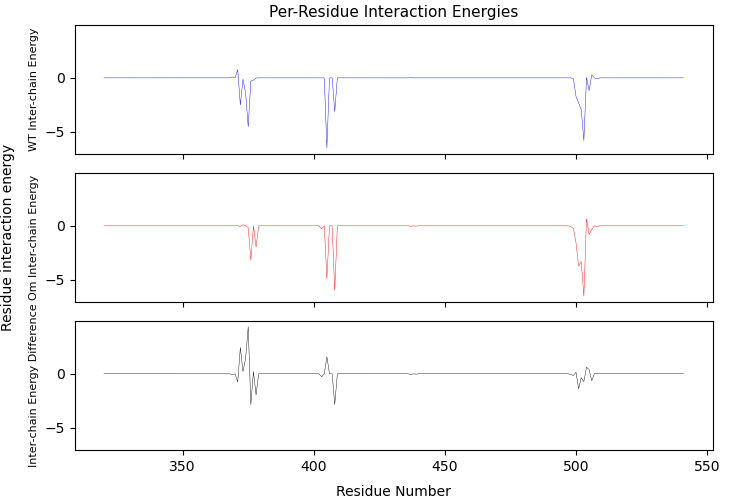 Per-Residue Interaction Energies
Residue interaction energy
WT Inter-chain Energy
0
−5
Om Inter-chain Energy
0
−5
Inter-chain Energy Difference
0
−5
350
400
450
500
550
Residue Number